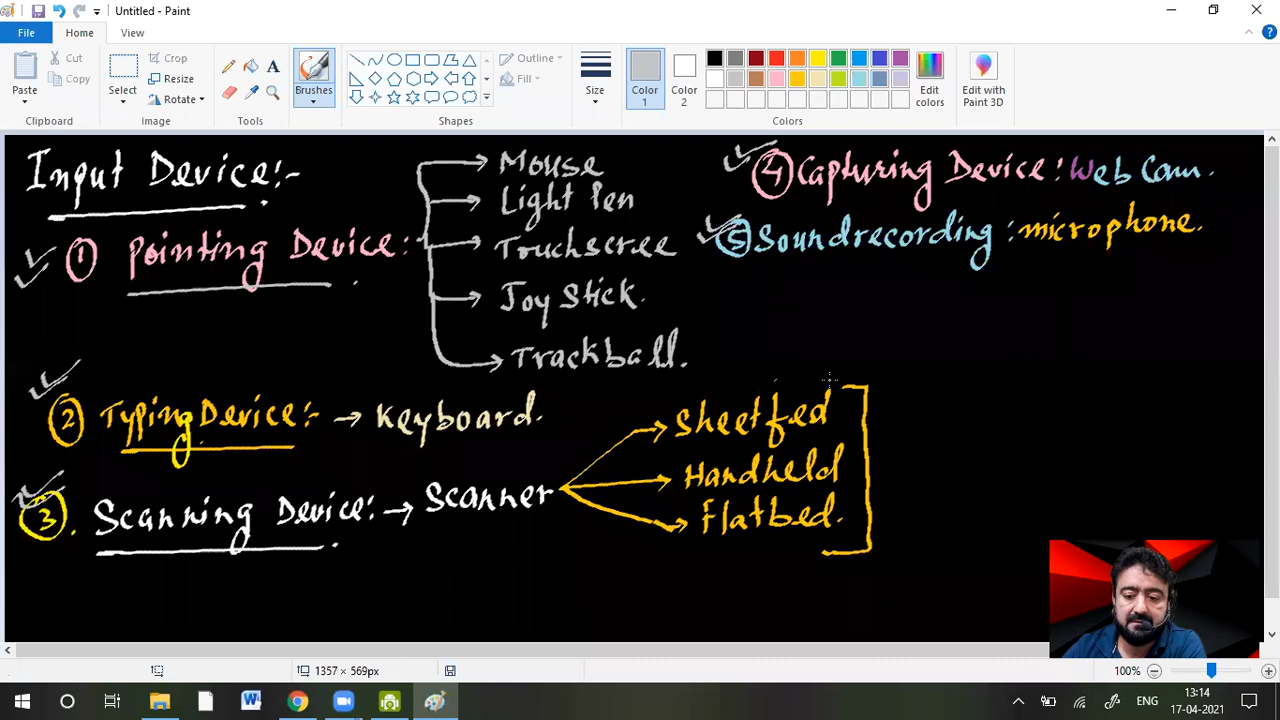 Untitled - Paint
File
Home
View
Paste
Cut
Copy
Clipboard
Select
Crop
Resize
Rotate
Image
Tools
Brushes
Shapes
Outline
Fill
Size
Color 1
Color 2
Edit colors
Edit with Paint 3D
Colors
Input Device:-
① Pointing Device:
Mouse
Light Pen
Touchscree
Joy Stick.
Trackball.
② Typing Device:- → Keyboard.
③. Scanning Device:- → Scanner
Sheetfed
Handheld
Flatbed.
④ Capturing Device: Web Cam.
⑤ Soundrecording: microphone.
1357 × 569px
100%
ENG
13:14
17-04-2021